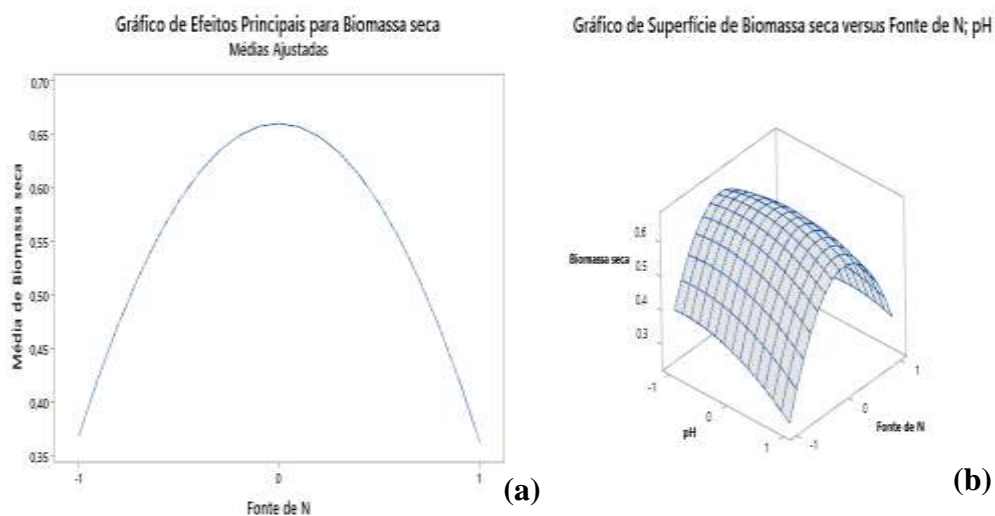 Gráfico de Efeitos Principais para Biomassa seca
Médias Ajustadas
0,70
0,65
0,60
0,55
0,50
0,45
0,40
0,35
Média de Biomassa seca
-1
0
1
Fonte de N
(a)
Gráfico de Superfície de Biomassa seca versus Fonte de N; pH
0,6
0,5
0,4
0,3
Biomassa seca
-1
0
1
pH
-1
0
1
Fonte de N
(b)